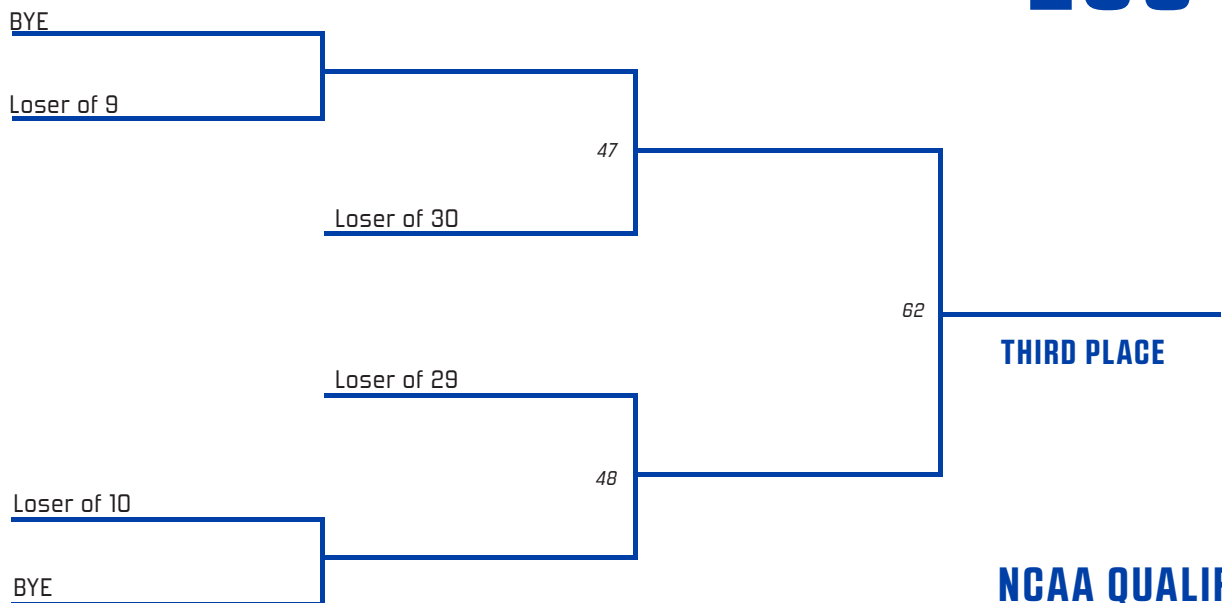 BYE
Loser of 9
47
Loser of 30
62
THIRD PLACE
Loser of 29
48
Loser of 10
BYE
NCAA